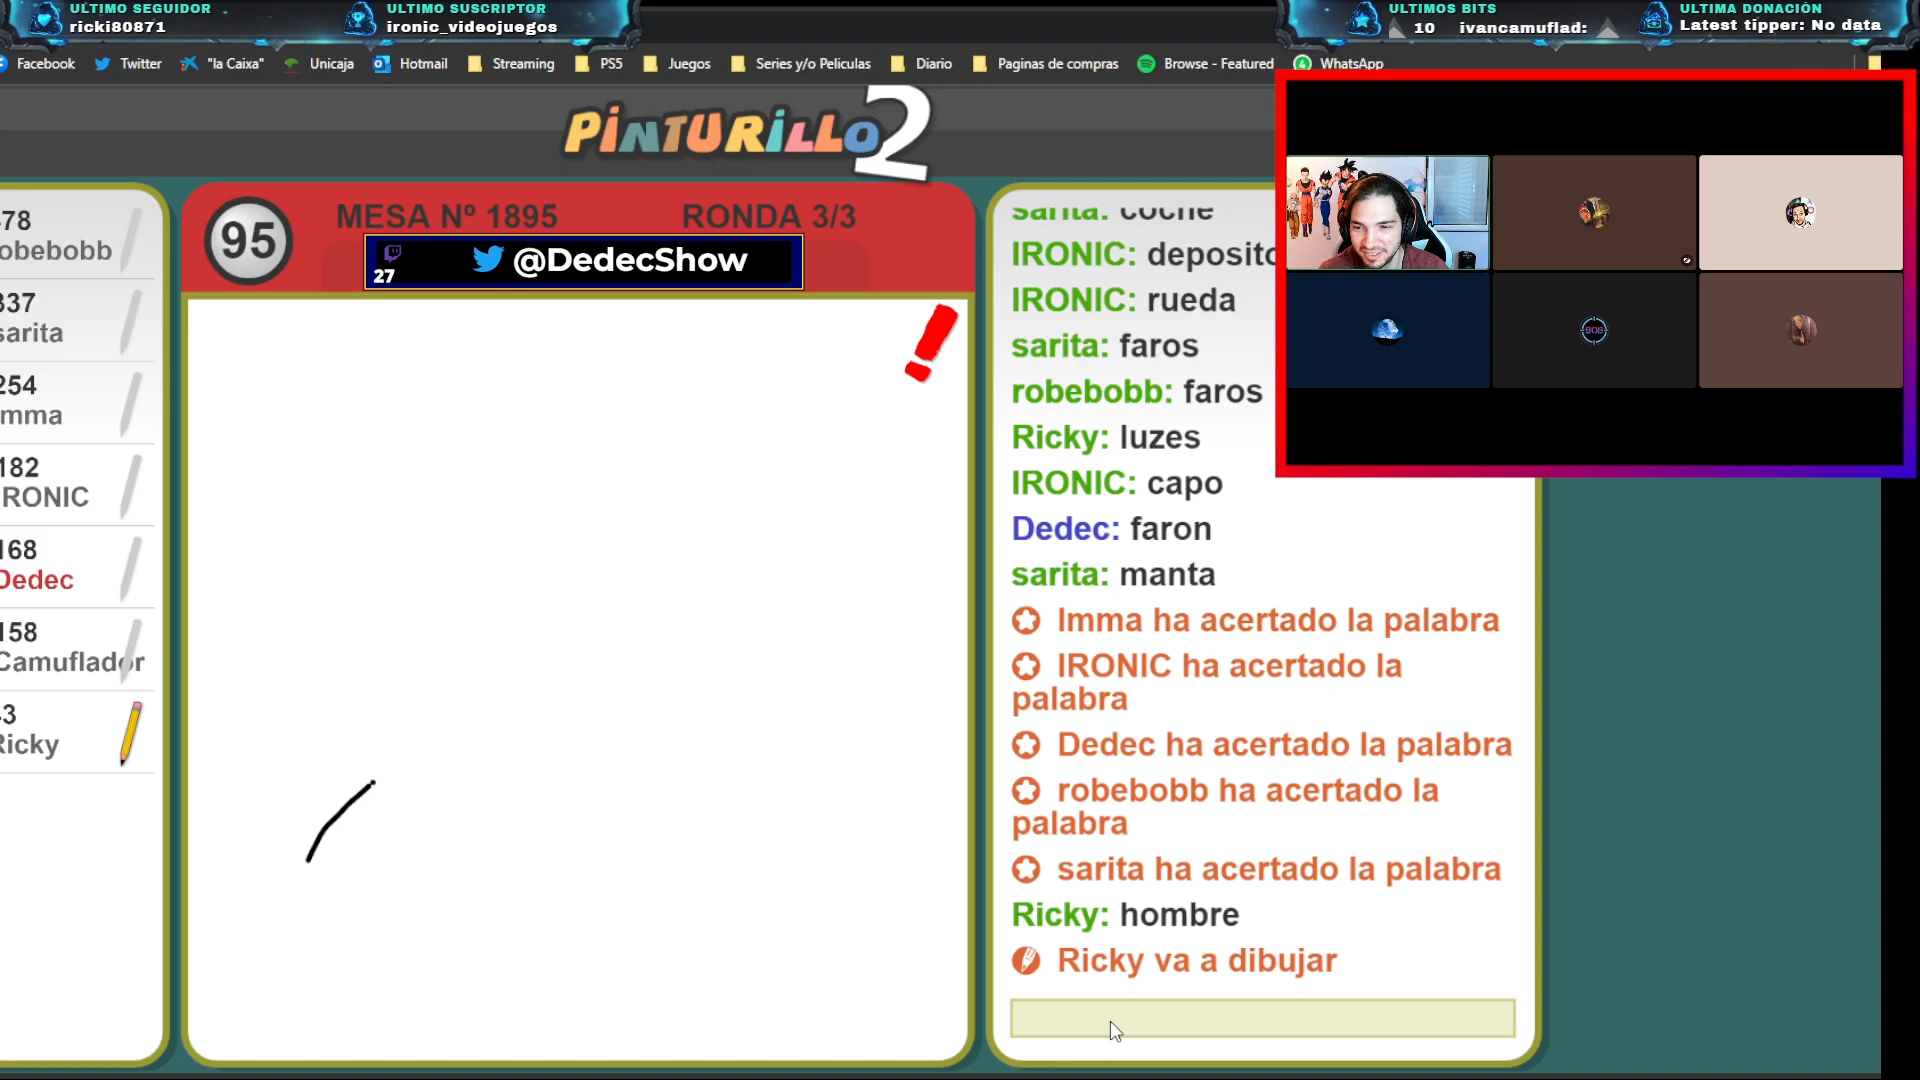 ULTIMO SEGUIDOR
ricki80871
ULTIMO SUSCRIPTOR
ironic_videojuegos
ULTIMOS BITS
10 ivancamuflad:
ULTIMA DONACIÓN
Latest tipper: No data
Facebook Twitter "la Caixa" Unicaja Hotmail Streaming PS5 Juegos Series y/o Peliculas Diario Paginas de compras Browse - Featured WhatsApp
PINTURILLO 2
78
obebobb
337
sarita
254
mma
182
RONIC
168
Dedec
158
Camuflador
3
Ricky
95
MESA Nº 1895 RONDA 3/3
27
@DedecShow
sarita: coche
IRONIC: deposito
IRONIC: rueda
sarita: faros
robebobb: faros
Ricky: luzes
IRONIC: capo
Dedec: faron
sarita: manta
Imma ha acertado la palabra
IRONIC ha acertado la
palabra
Dedec ha acertado la palabra
robebobb ha acertado la
palabra
sarita ha acertado la palabra
Ricky: hombre
Ricky va a dibujar
BOB